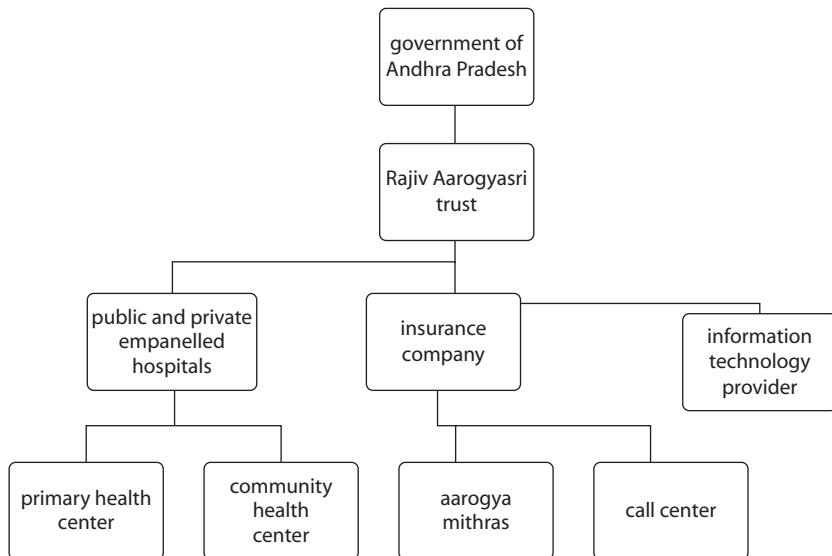 government of
Andhra Pradesh
Rajiv Aarogyasri
trust
public and private
empanelled
hospitals
insurance
company
information
technology
provider
primary health
center
community
health
center
aarogya
mithras
call center